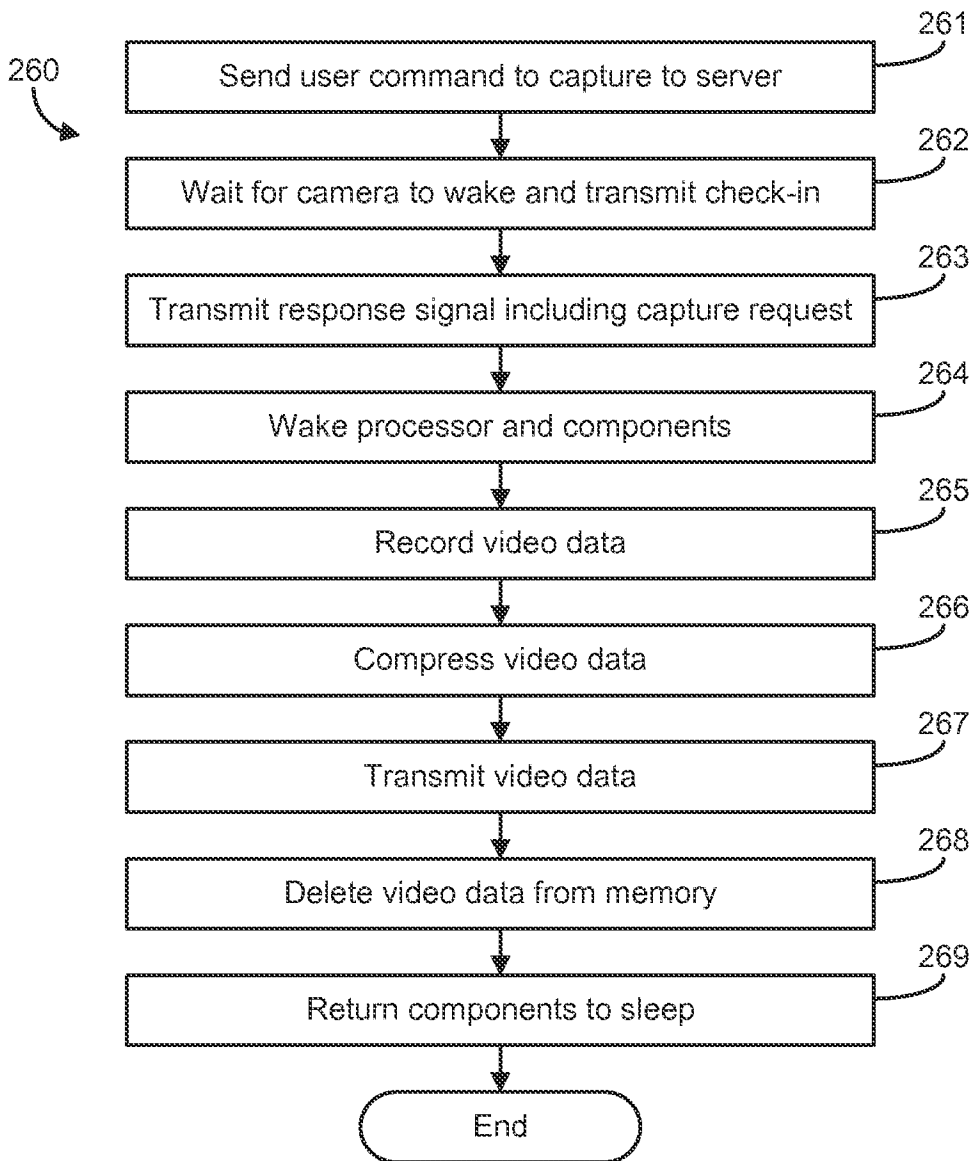 261
260
Send user command to capture to server
262
Wait for camera to wake and transmit check-in
263
Transmit response signal including capture request
264
Wake processor and components
265
Record video data
266
Compress video data
267
Transmit video data
268
Delete video data from memory
269
Return components to sleep
End